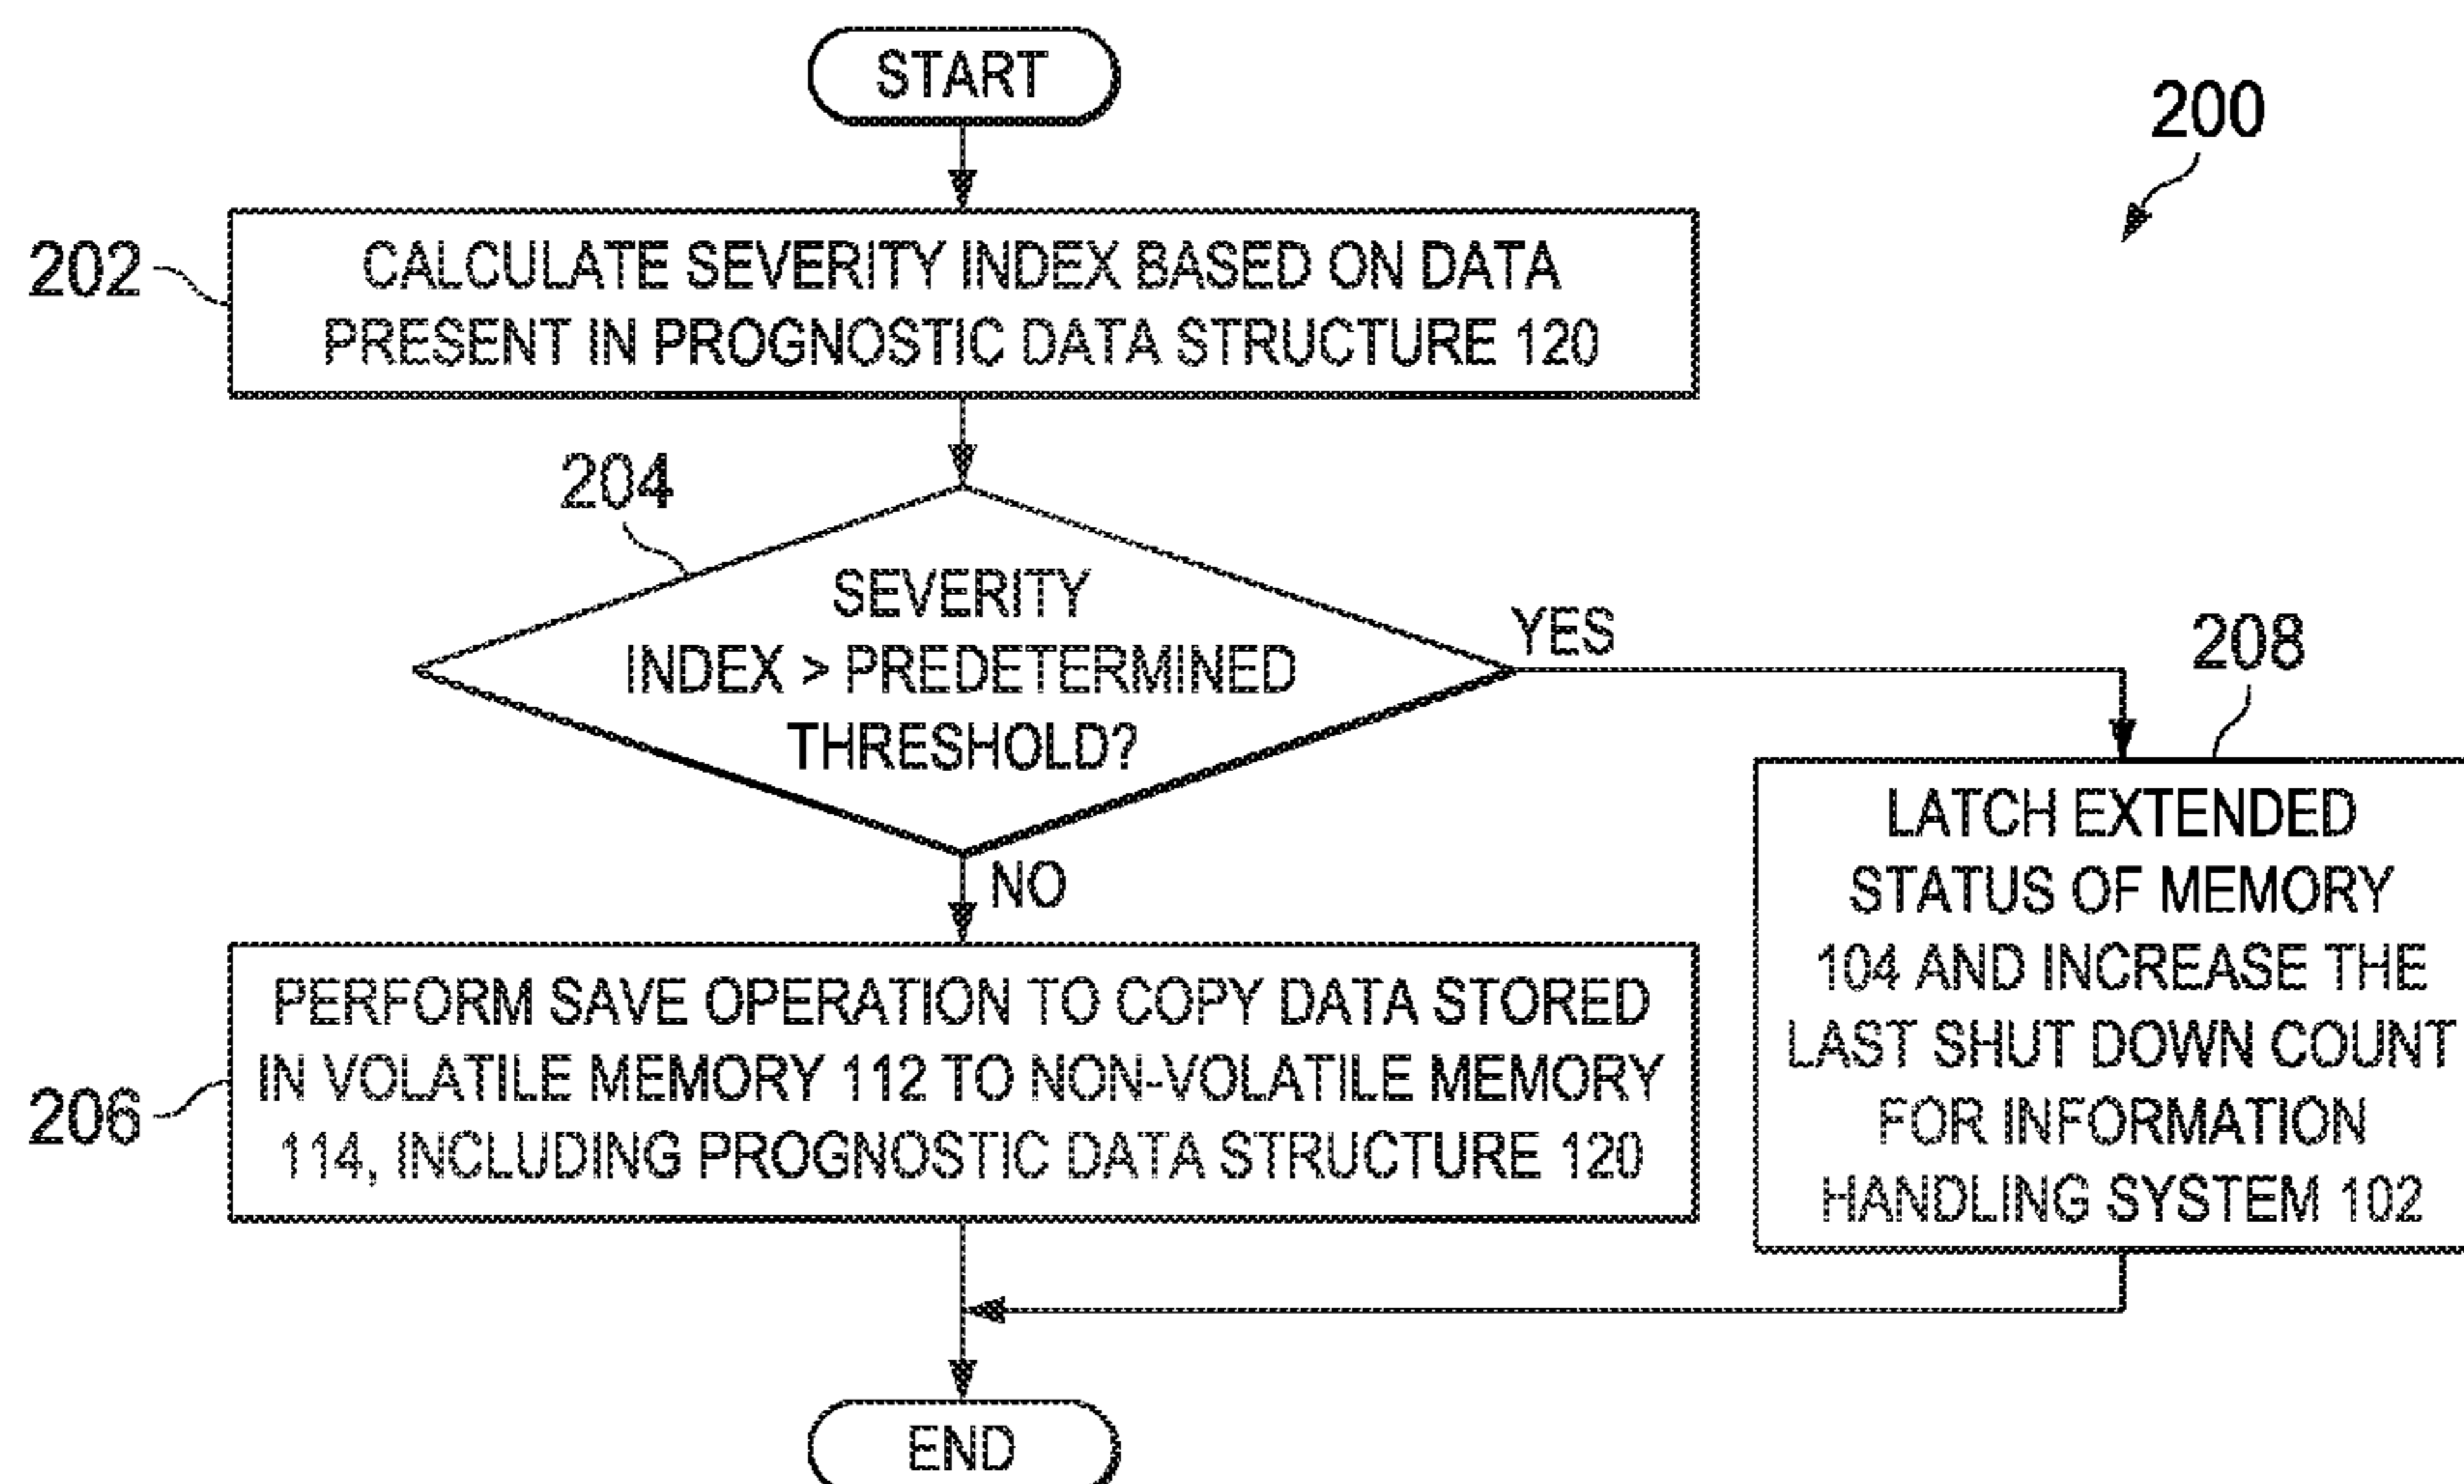 START
200
202
CALCULATE SEVERITY INDEX BASED ON DATA
PRESENT IN PROGNOSTIC DATA STRUCTURE 120
204
SEVERITY
INDEX > PREDETERMINED
THRESHOLD?
YES
NO
208
LATCH EXTENDED
STATUS OF MEMORY
104 AND INCREASE THE
LAST SHUT DOWN COUNT
FOR INFORMATION
HANDLING SYSTEM 102
206
PERFORM SAVE OPERATION TO COPY DATA STORED
IN VOLATILE MEMORY 112 TO NON-VOLATILE MEMORY
114, INCLUDING PROGNOSTIC DATA STRUCTURE 120
END